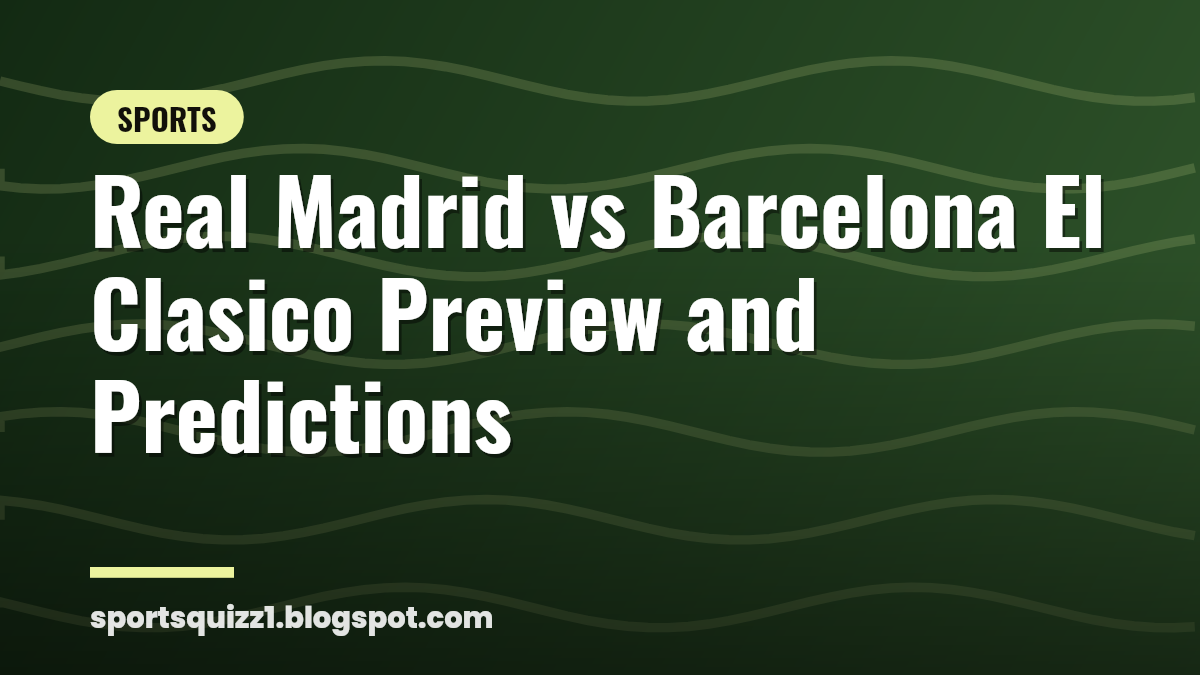 SPORTS
Real Madrid vs Barcelona El
Clasico Preview and
Predictions
sportsquizz1.blogspot.com